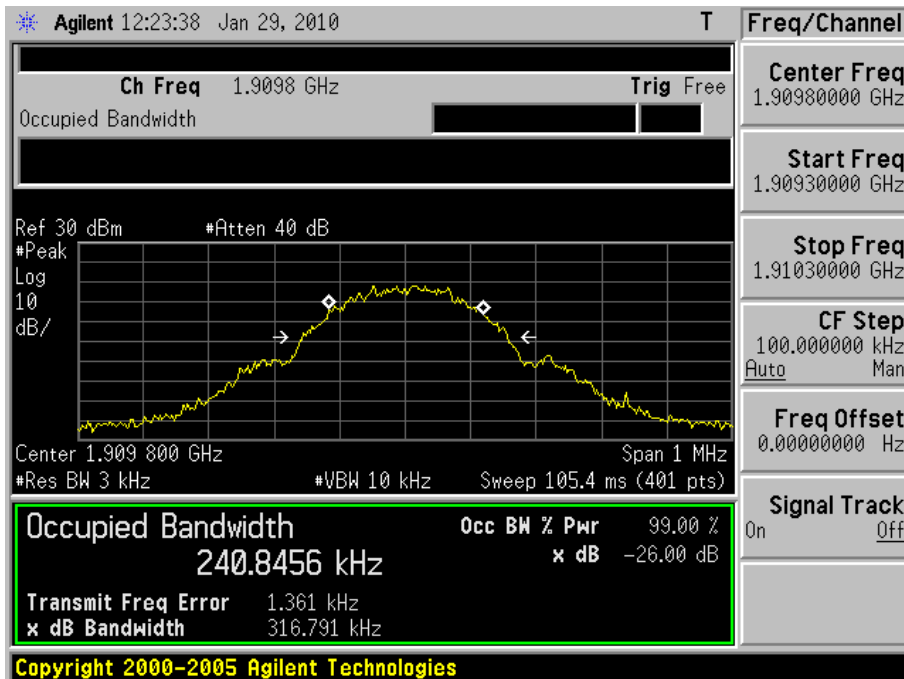 Agilent 12:23:38 Jan 29, 2010 T
Freq/Channel
Ch Freq 1.9098 GHz Trig Free
Occupied Bandwidth
Center Freq
1.90980000 GHz
Start Freq
1.90930000 GHz
Stop Freq
1.91030000 GHz
CF Step
100.000000 kHz
Auto Man
Freq Offset
0.00000000 Hz
Signal Track
On Off
Ref 30 dBm #Atten 40 dB
#Peak
Log
10
dB/
Center 1.909 800 GHz Span 1 MHz
#Res BW 3 kHz #VBW 10 kHz Sweep 105.4 ms (401 pts)
Occupied Bandwidth
240.8456 kHz
Occ BW % Pwr 99.00 %
x dB -26.00 dB
Transmit Freq Error 1.361 kHz
x dB Bandwidth 316.791 kHz
Copyright 2000-2005 Agilent Technologies